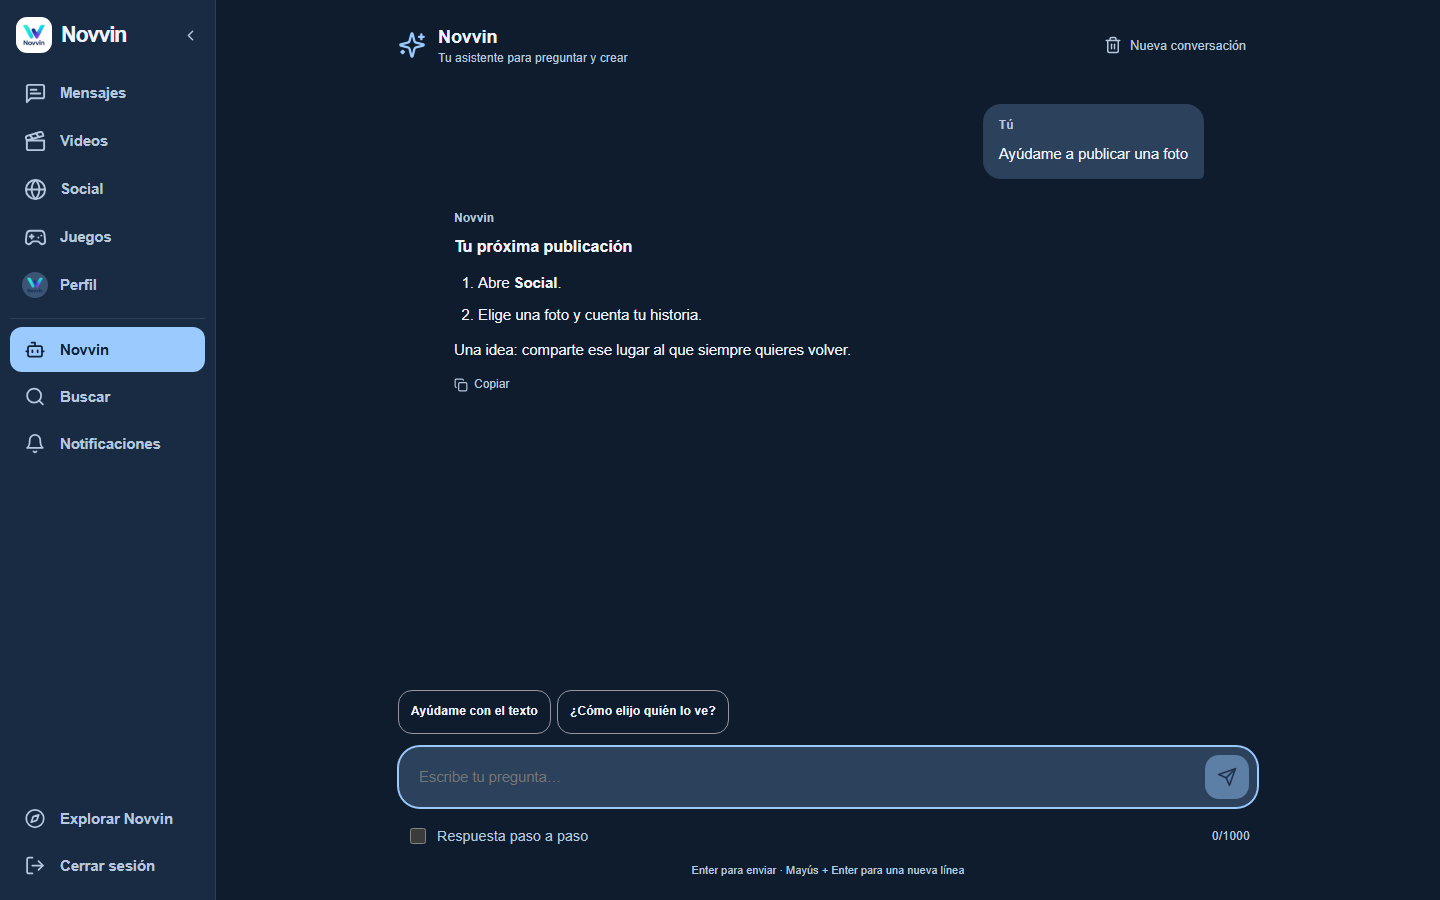 Novvin
Novvin
Mensajes
Videos
Social
Juegos
Perfil
Novvin
Buscar
Notificaciones
Explorar Novvin
Cerrar sesión
Novvin
Tu asistente para preguntar y crear
Nueva conversación
Tú
Ayúdame a publicar una foto
Novvin
Tu próxima publicación
1. Abre Social.
2. Elige una foto y cuenta tu historia.
Una idea: comparte ese lugar al que siempre quieres volver.
Copiar
Ayúdame con el texto
¿Cómo elijo quién lo ve?
Escribe tu pregunta...
Respuesta paso a paso
0/1000
Enter para enviar · Mayús + Enter para una nueva línea